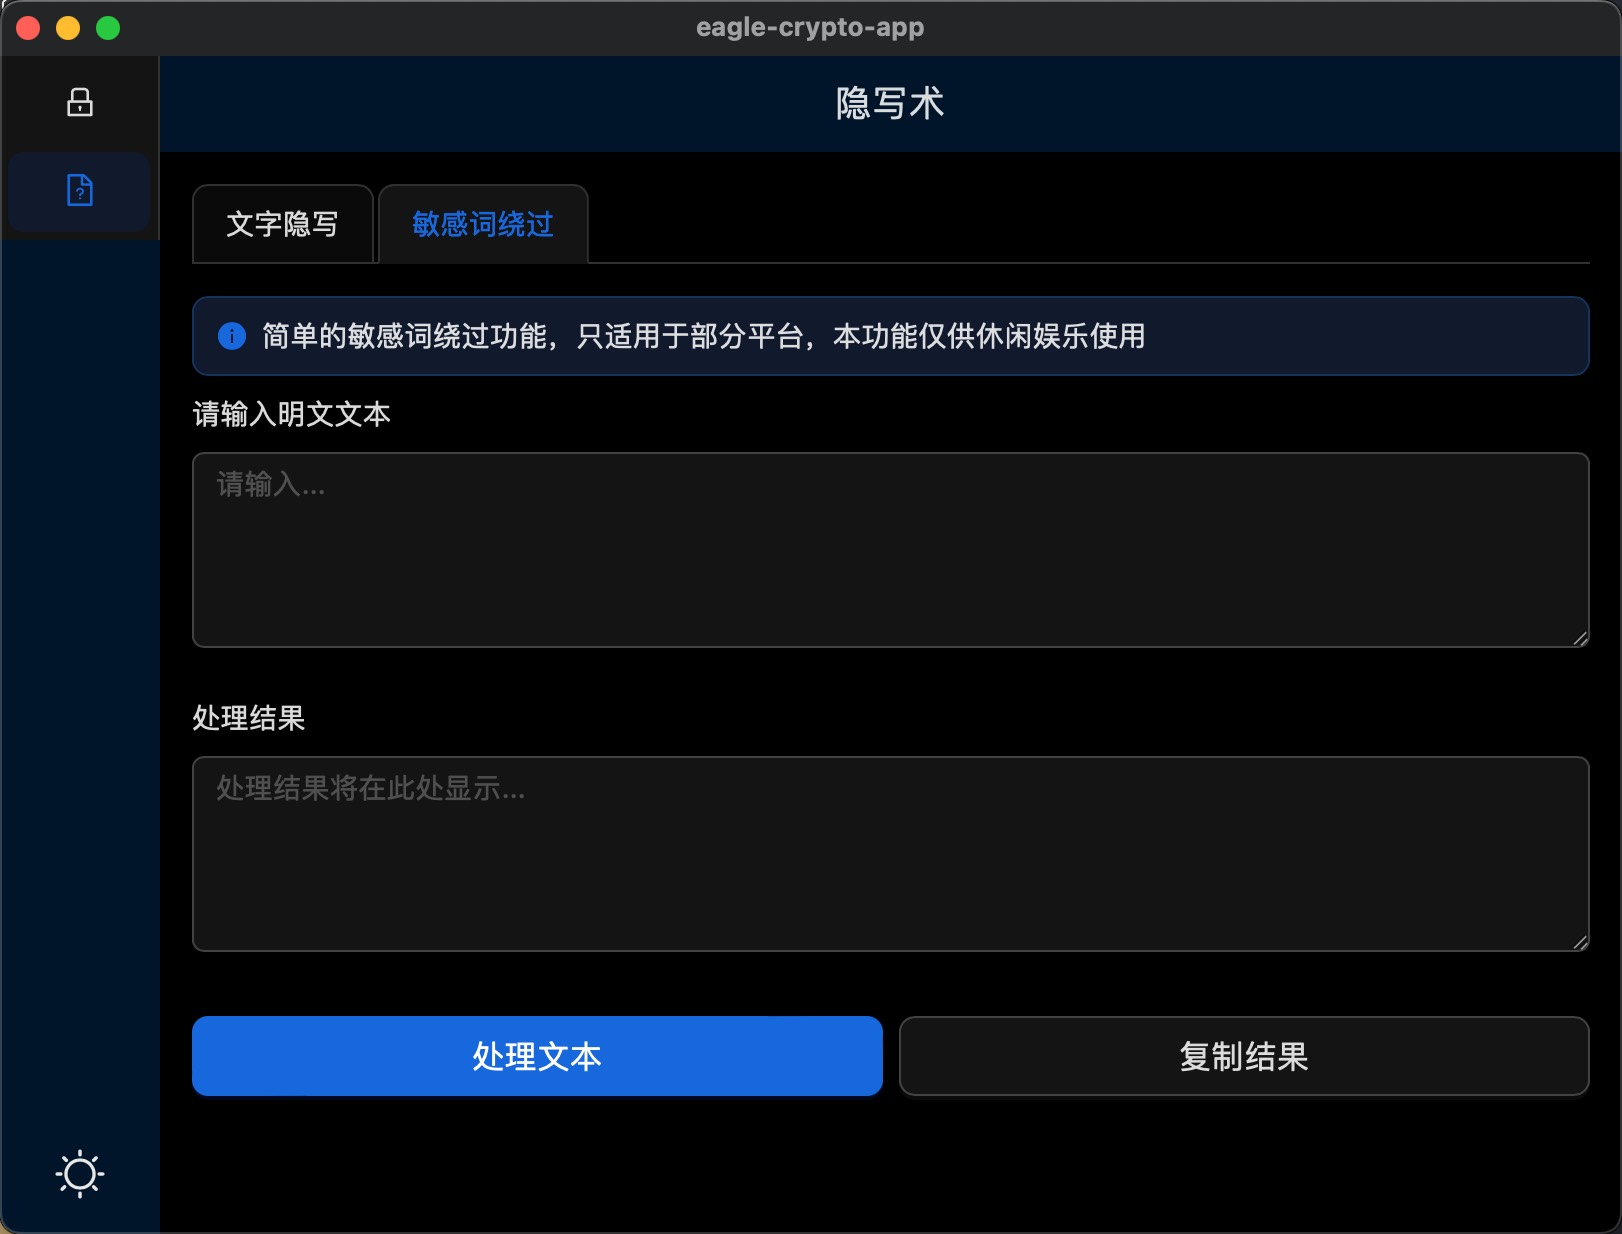 eagle-crypto-app
隐写术
文字隐写
敏感词绕过
简单的敏感词绕过功能，只适用于部分平台，本功能仅供休闲娱乐使用
请输入明文文本
请输入...
处理结果
处理结果将在此处显示...
处理文本
复制结果